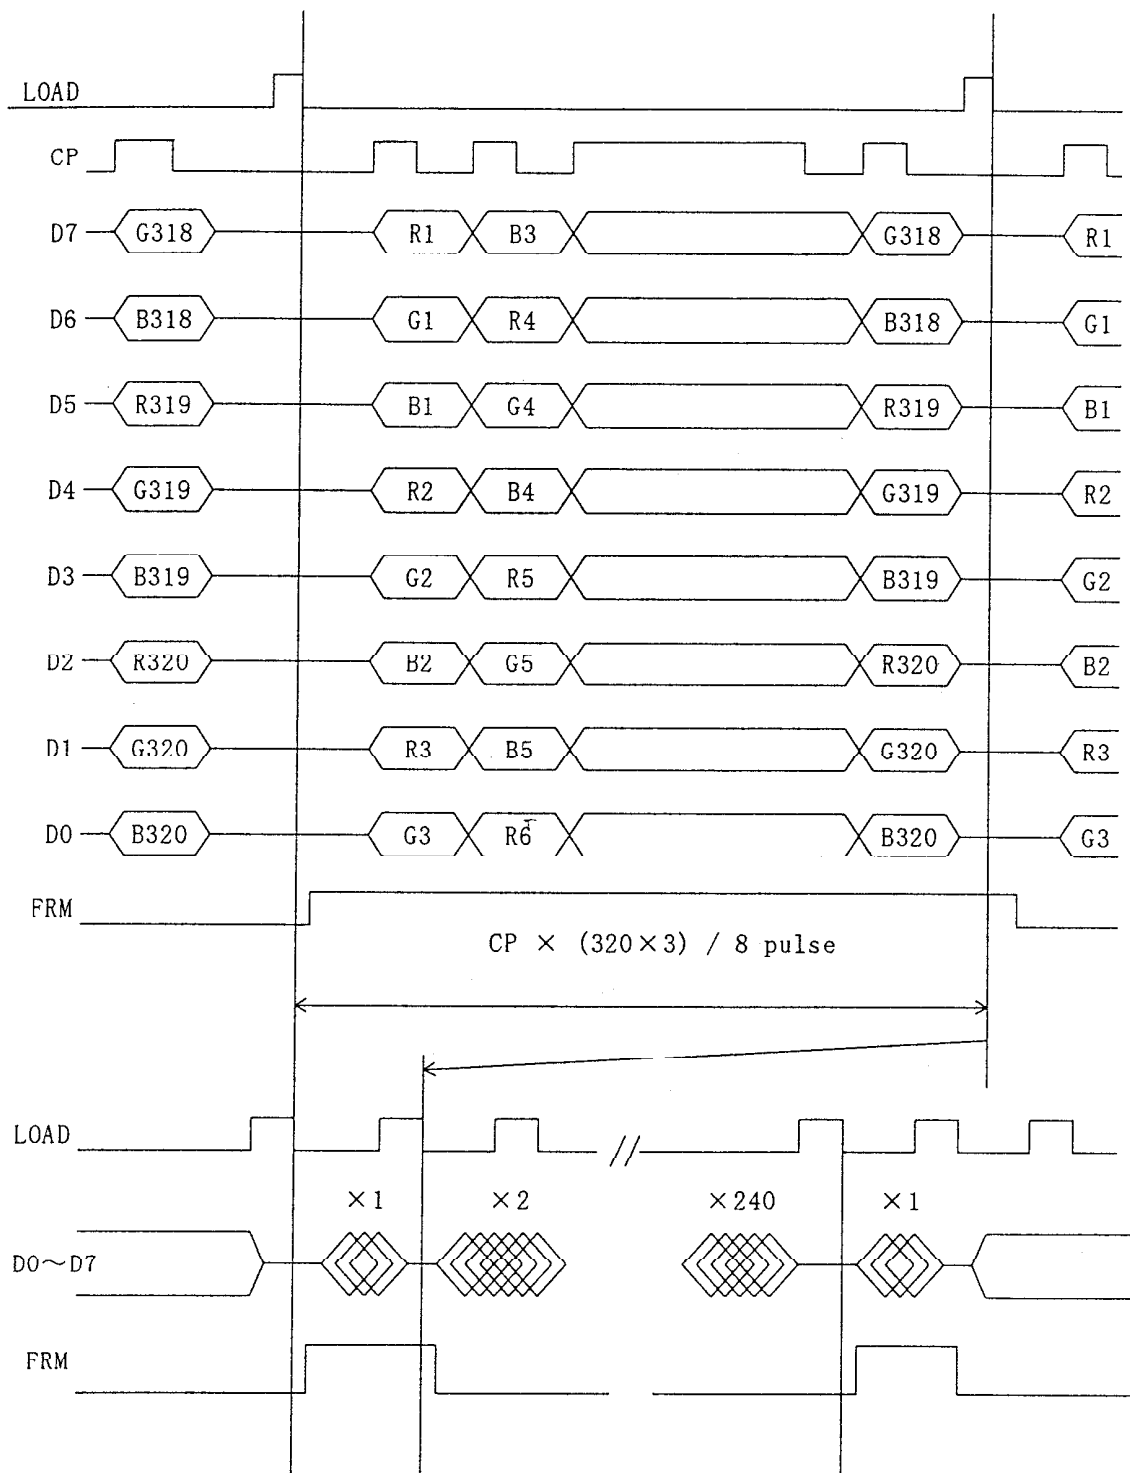 LOAD
CP
D7 G318 R1 B3 G318 R1
D6 B318 G1 R4 B318 G1
D5 R319 B1 G4 R319 B1
D4 G319 R2 B4 G319 R2
D3 B319 G2 R5 B319 G2
D2 R320 B2 G5 R320 B2
D1 G320 R3 B5 G320 R3
D0 B320 G3 R6 B320 G3
FRM
CP × (320×3) / 8 pulse
LOAD //
×1 ×2 ×240 ×1
D0～D7
FRM